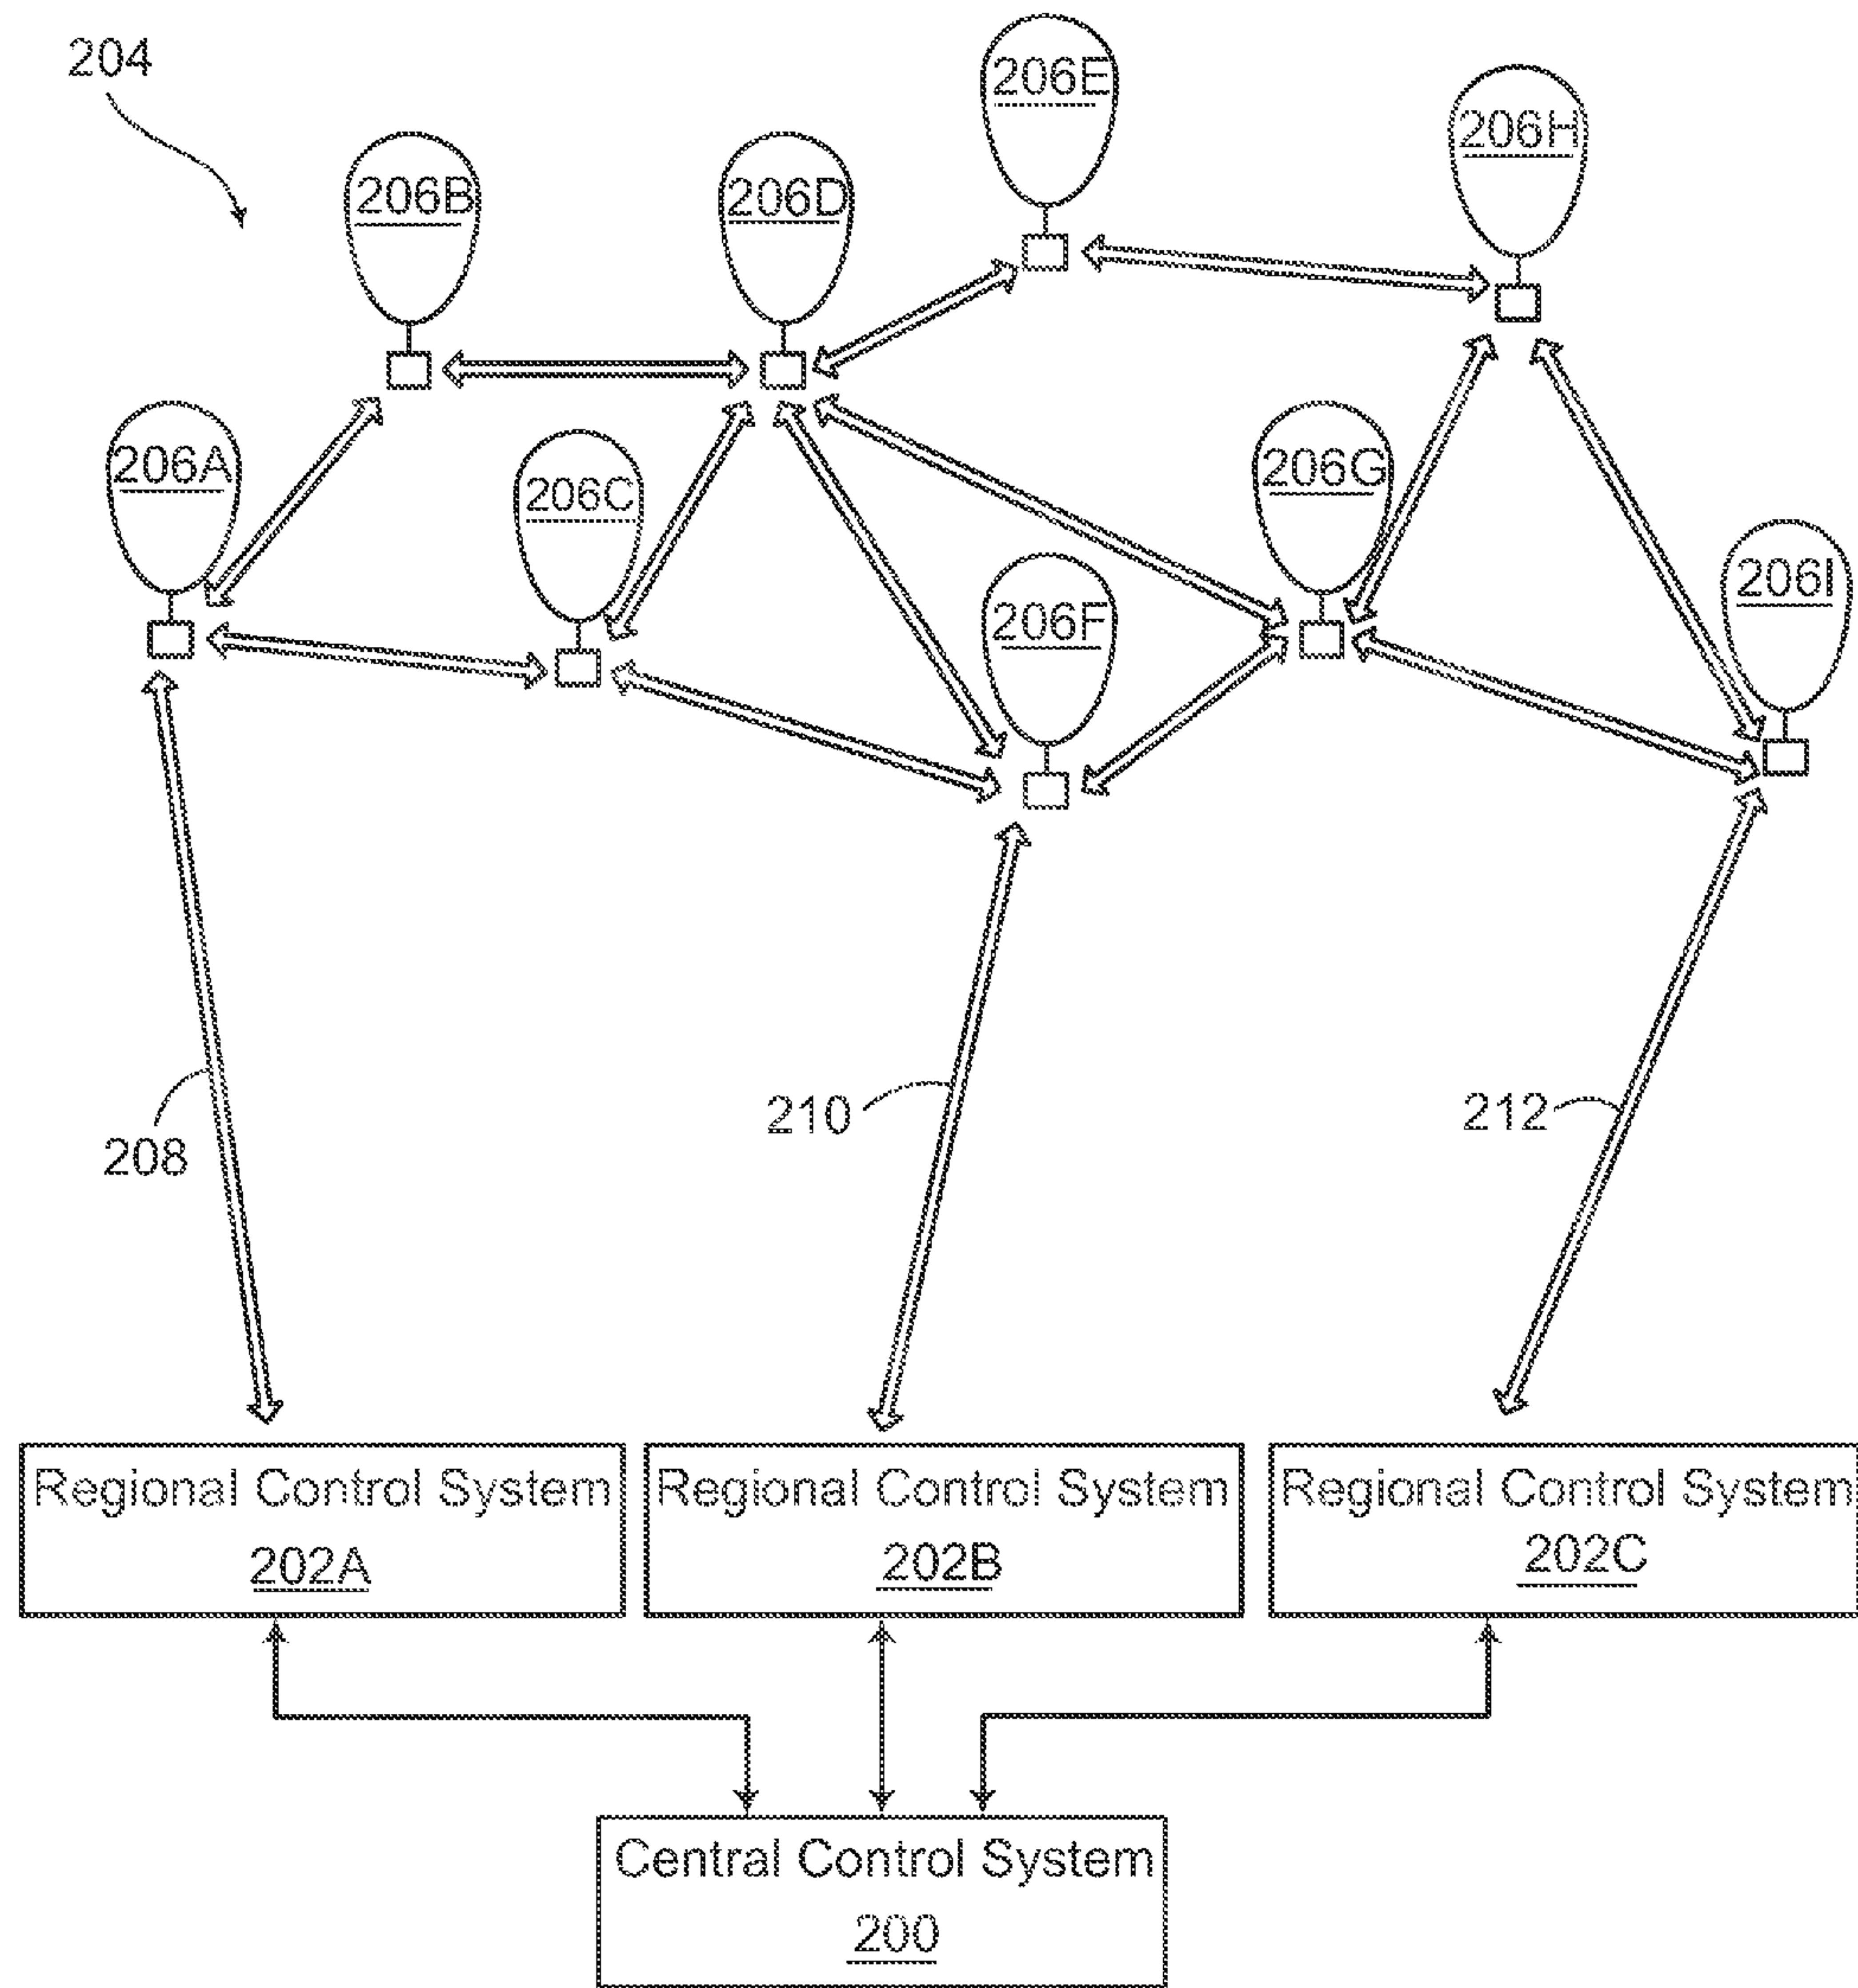 204
206E
206H
206B
206D
206A
206C
206G
206F
206I
208
210
212
Regional Control System
202A
Regional Control System
202B
Regional Control System
202C
Central Control System
200